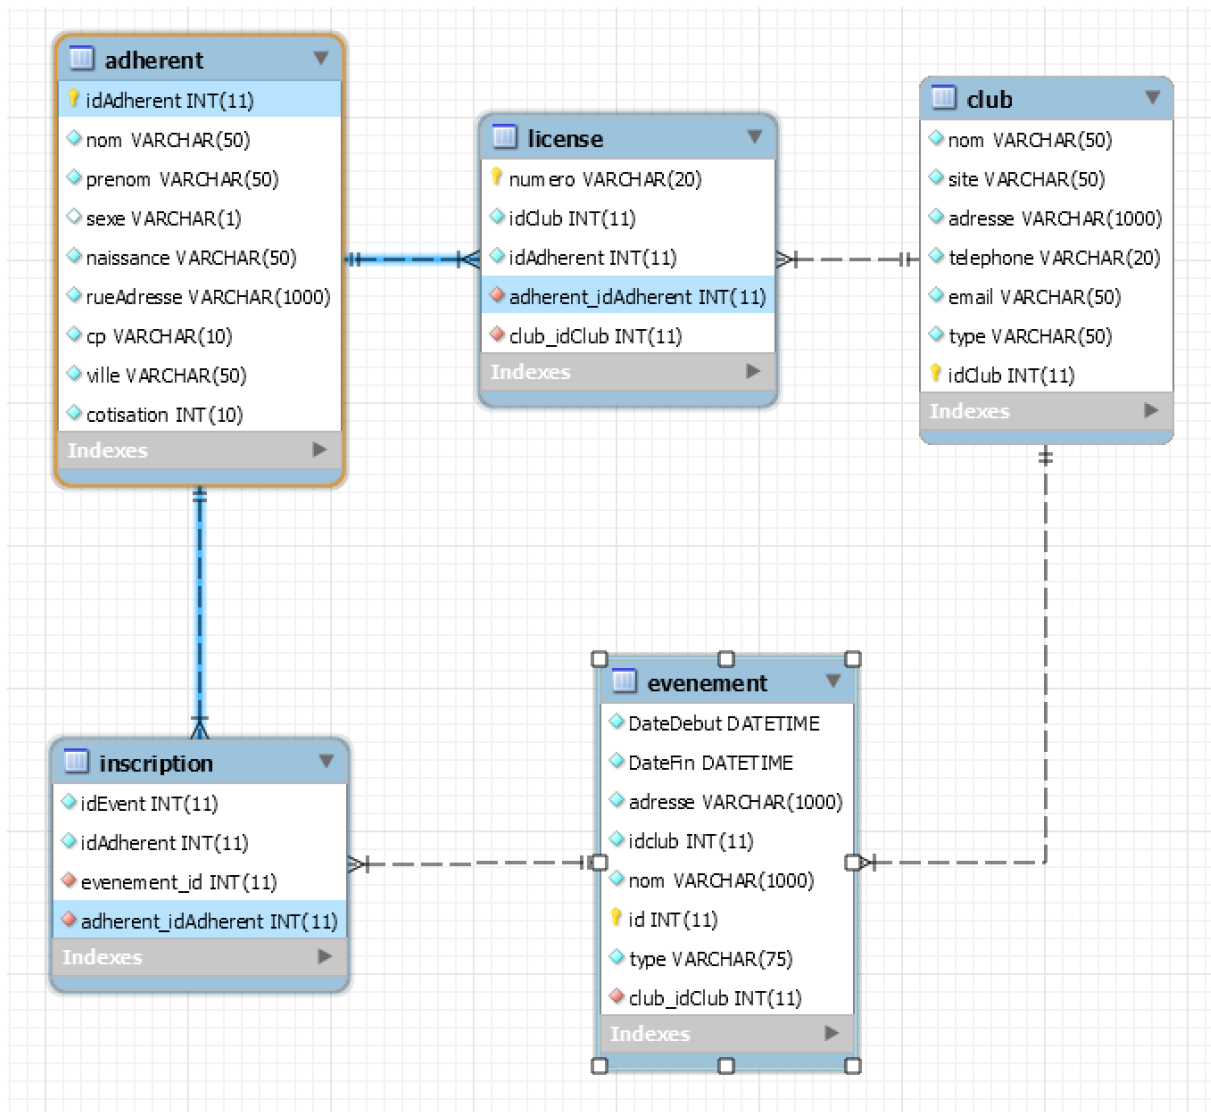 adherent
idAdherent INT(11)
nom VARCHAR(50)
prenom VARCHAR(50)
sexe VARCHAR(1)
naissance VARCHAR(50)
rueAdresse VARCHAR(1000)
cp VARCHAR(10)
ville VARCHAR(50)
cotisation INT(10)
Indexes
license
numero VARCHAR(20)
idClub INT(11)
idAdherent INT(11)
adherent_idAdherent INT(11)
club_idClub INT(11)
Indexes
club
nom VARCHAR(50)
site VARCHAR(50)
adresse VARCHAR(1000)
telephone VARCHAR(20)
email VARCHAR(50)
type VARCHAR(50)
idClub INT(11)
Indexes
inscription
idEvent INT(11)
idAdherent INT(11)
evenement_id INT(11)
adherent_idAdherent INT(11)
Indexes
evenement
DateDebut DATETIME
DateFin DATETIME
adresse VARCHAR(1000)
idclub INT(11)
nom VARCHAR(1000)
id INT(11)
type VARCHAR(75)
club_idClub INT(11)
Indexes